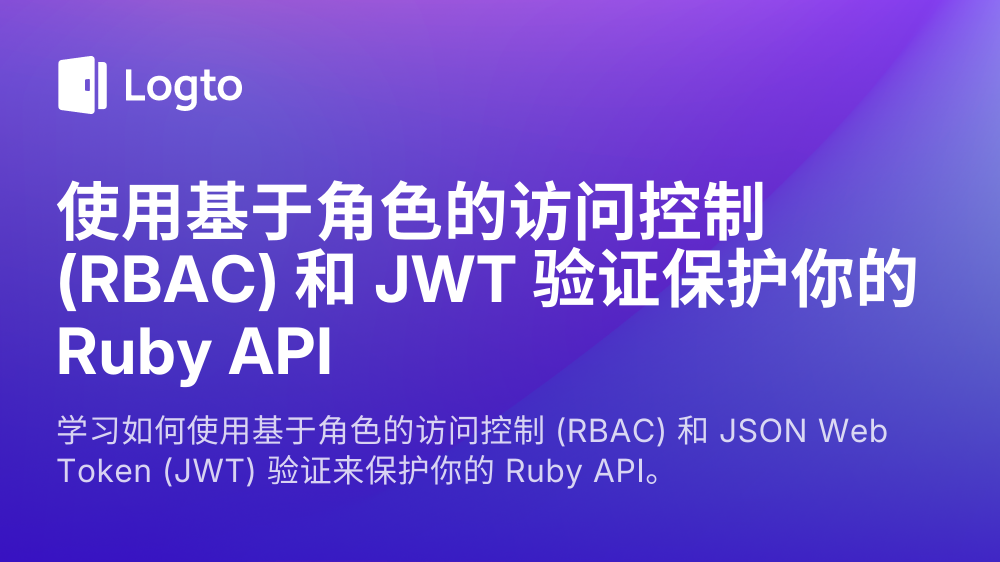 Logto
使用基于角色的访问控制
(RBAC) 和 JWT 验证保护你的
Ruby API
学习如何使用基于角色的访问控制 (RBAC) 和 JSON Web
Token (JWT) 验证来保护你的 Ruby API。